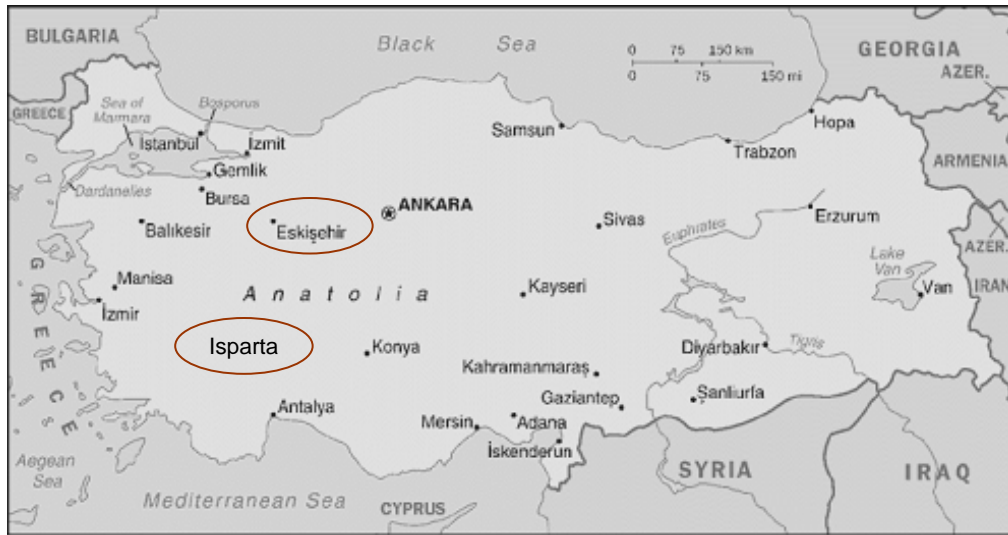 BULGARIA
Black Sea
0 75 150 km
0 75 150 mi
GEORGIA
AZER.
GREECE
Sea of
Marmara
Bosporus
İstanbul
İzmit
Samsun
Hopa
Trabzon
ARMENIA
Gemlik
Dardanelles
Bursa
ANKARA
Balıkesir
Eskişehir
Sivas
Euphrates
Erzurum
AZER.
Lake
Van
IRAN
Manisa
Anatolia
Kayseri
Van
İzmir
GREECE
Isparta
Konya
Diyarbakır
Tigris
Kahramanmaraş
Gaziantep
Şanlıurfa
Antalya
Mersin
Adana
İskenderun
Aegean
Sea
SYRIA
IRAQ
Mediterranean Sea
CYPRUS